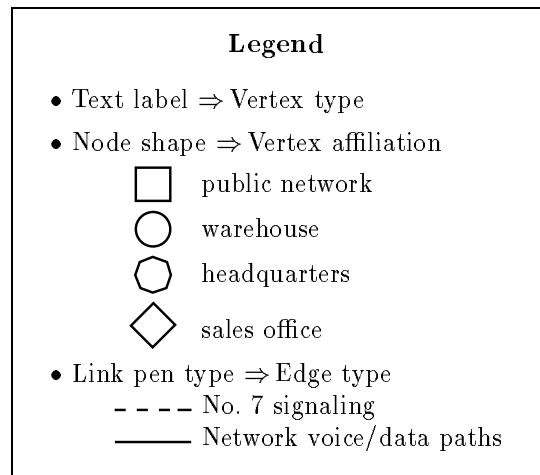 Legend
• Text label ⇒ Vertex type
• Node shape ⇒ Vertex affiliation
public network
warehouse
headquarters
sales office
• Link pen type ⇒ Edge type
No. 7 signaling
Network voice/data paths